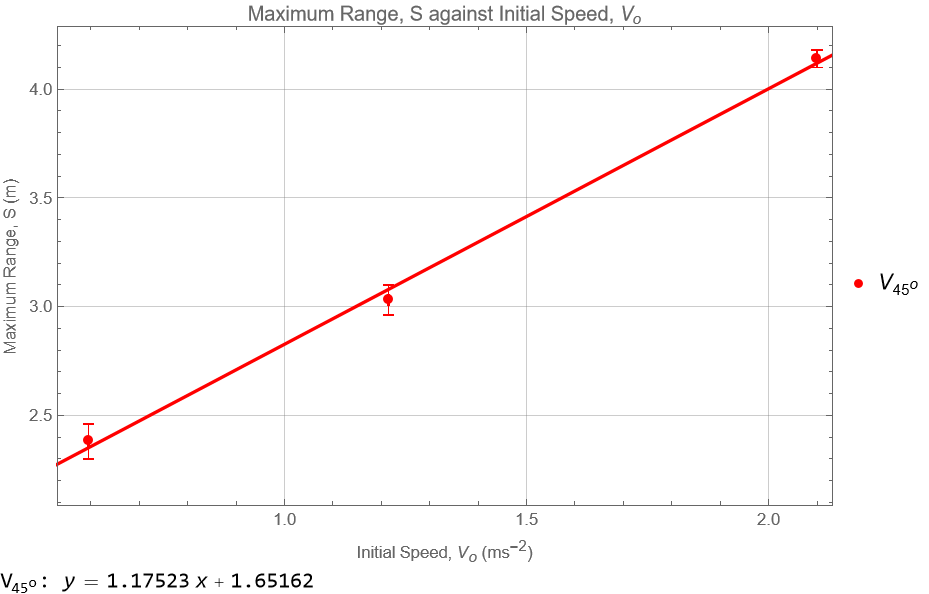 Maximum Range, S against Initial Speed, Vo
Maximum Range, S (m)
4.0
3.5
3.0
2.5
1.0 1.5 2.0
Initial Speed, Vo (ms−2)
V45o
V45o: y = 1.17523 x + 1.65162